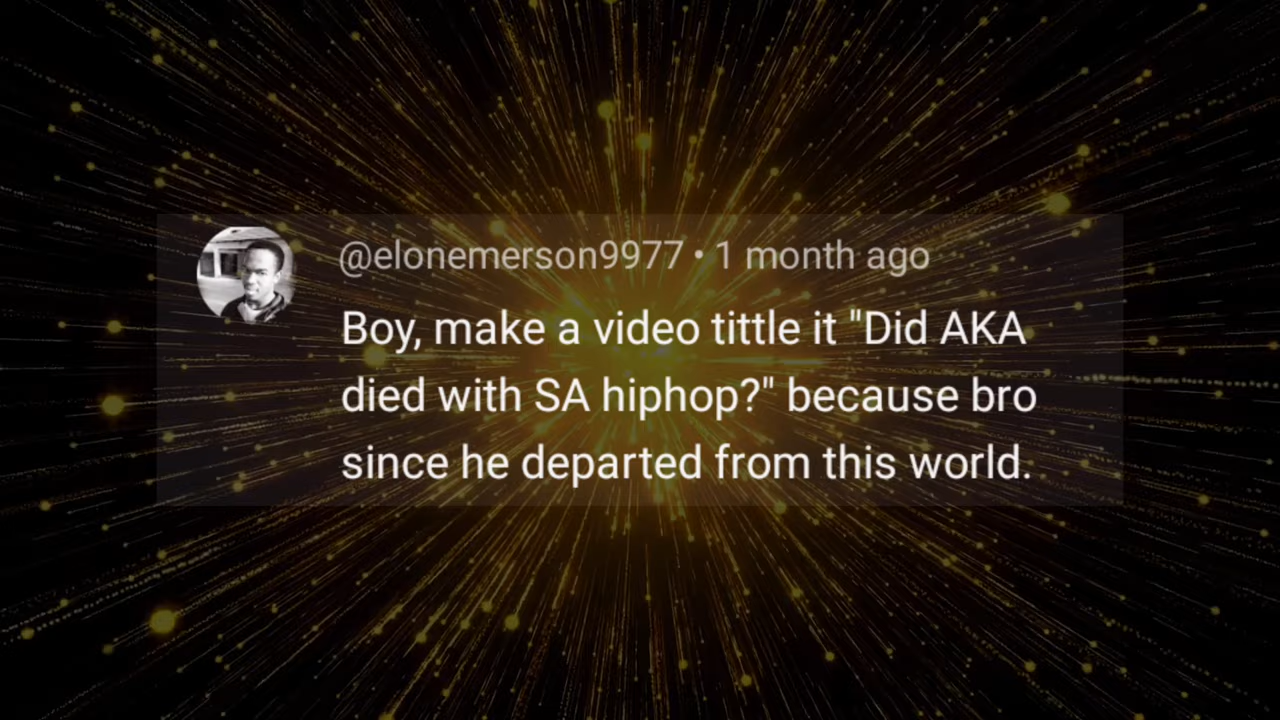 @elonemerson9977 • 1 month ago
Boy, make a video tittle it "Did AKA
died with SA hiphop?" because bro
since he departed from this world.